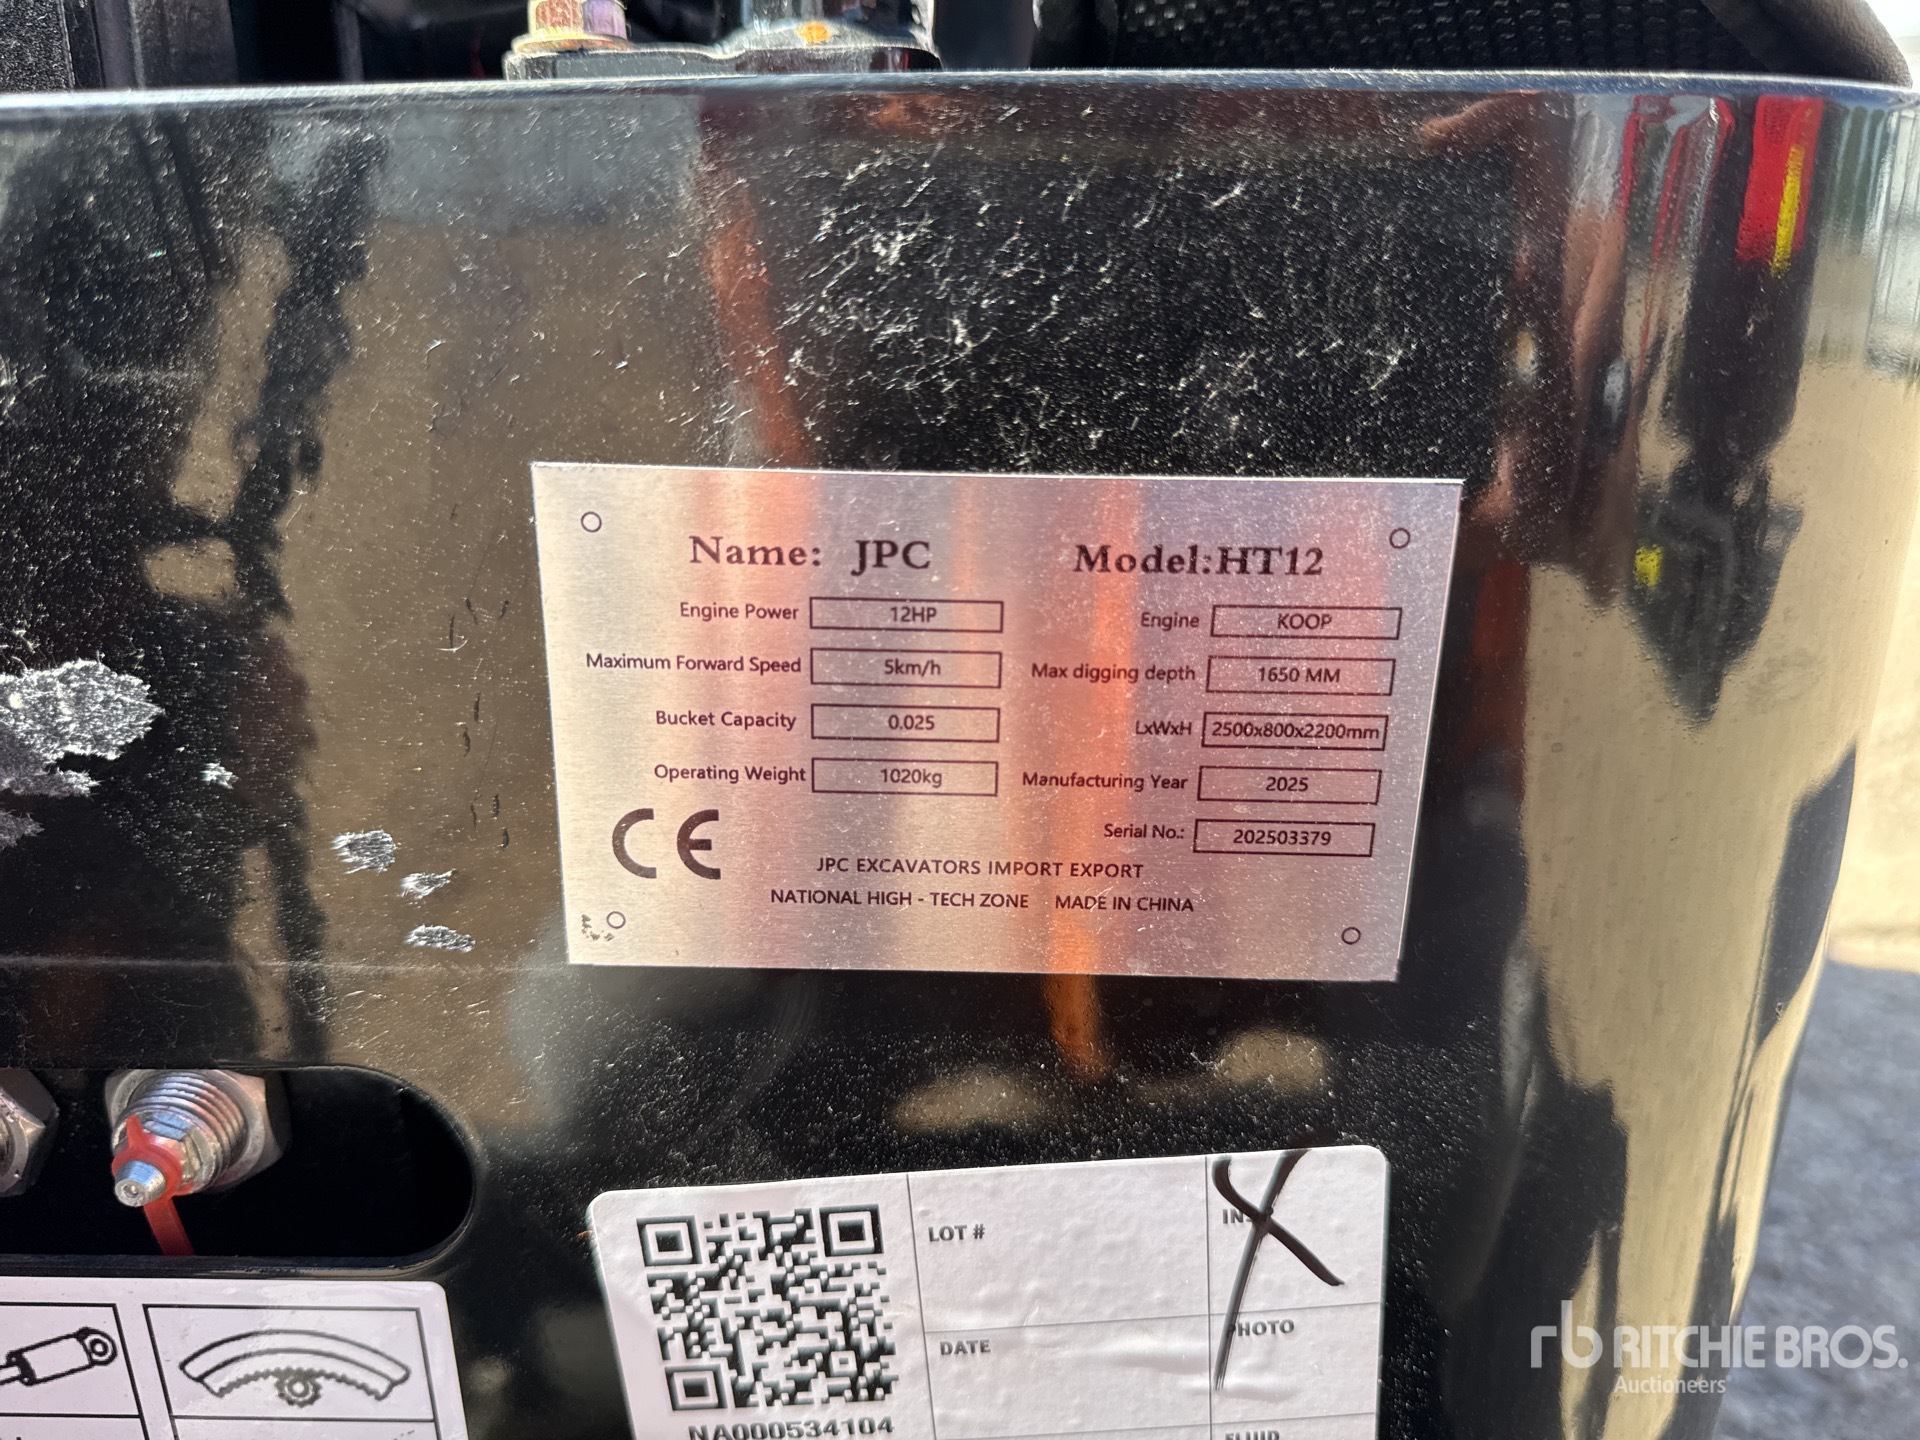 Name: JPC Model:HT12
Engine Power 12HP Engine KOOP
Maximum Forward Speed 5km/h Max digging depth 1650 MM
Bucket Capacity 0.025 LxWxH 2500x800x2200mm
Operating Weight 1020kg Manufacturing Year 2025
Serial No.: 202503379
CE
JPC EXCAVATORS IMPORT EXPORT
NATIONAL HIGH - TECH ZONE MADE IN CHINA
LOT #
DATE PHOTO
NA000534104
FLUID
rb RITCHIE BROS.
Auctioneers